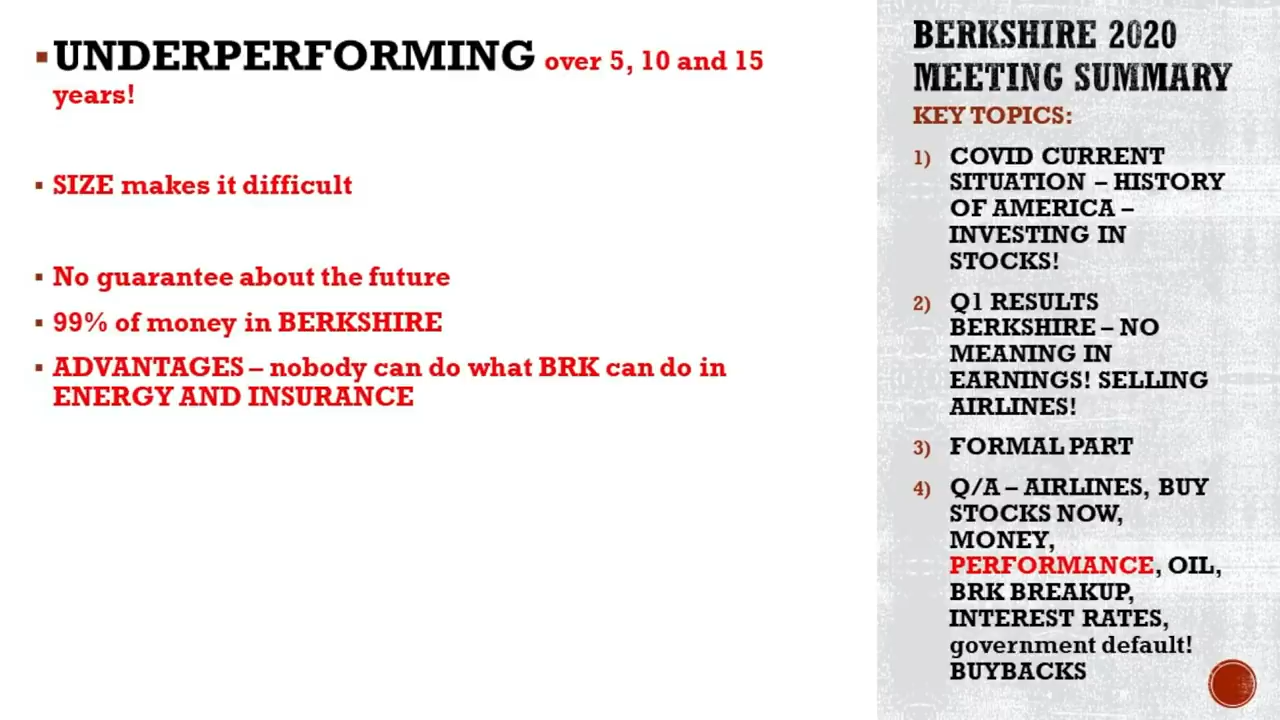 ▪UNDERPERFORMING over 5, 10 and 15
years!
▪ SIZE makes it difficult
▪ No guarantee about the future
▪ 99% of money in BERKSHIRE
▪ ADVANTAGES – nobody can do what BRK can do in
ENERGY AND INSURANCE
BERKSHIRE 2020
MEETING SUMMARY
KEY TOPICS:
1) COVID CURRENT
SITUATION – HISTORY
OF AMERICA –
INVESTING IN
STOCKS!
2) Q1 RESULTS
BERKSHIRE – NO
MEANING IN
EARNINGS! SELLING
AIRLINES!
3) FORMAL PART
4) Q/A – AIRLINES, BUY
STOCKS NOW,
MONEY,
PERFORMANCE, OIL,
BRK BREAKUP,
INTEREST RATES,
government default!
BUYBACKS